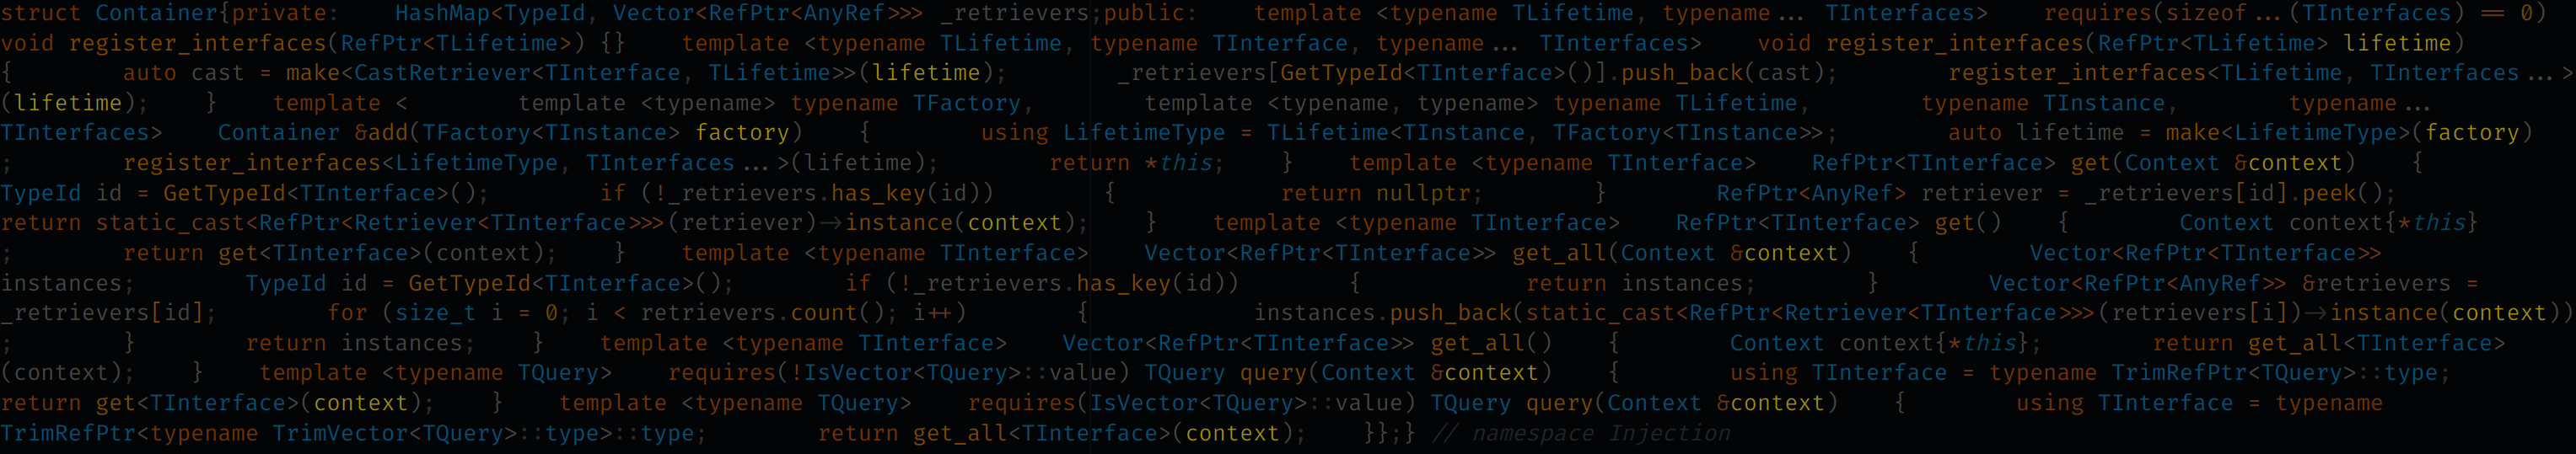 struct Container{private:    HashMap<TypeId, Vector<RefPtr<AnyRef>>> _retrievers;public:    template <typename TLifetime, typename... TInterfaces>    requires(sizeof...(TInterfaces) == 0)
void register_interfaces(RefPtr<TLifetime>) {}    template <typename TLifetime, typename TInterface, typename... TInterfaces>    void register_interfaces(RefPtr<TLifetime> lifetime)
{        auto cast = make<CastRetriever<TInterface, TLifetime>>(lifetime);        _retrievers[GetTypeId<TInterface>()].push_back(cast);        register_interfaces<TLifetime, TInterfaces...>
(lifetime);    }    template <        template <typename> typename TFactory,        template <typename, typename> typename TLifetime,        typename TInstance,        typename...
TInterfaces>    Container &add(TFactory<TInstance> factory)    {        using LifetimeType = TLifetime<TInstance, TFactory<TInstance>>;        auto lifetime = make<LifetimeType>(factory)
;        register_interfaces<LifetimeType, TInterfaces...>(lifetime);        return *this;    }    template <typename TInterface>    RefPtr<TInterface> get(Context &context)    {
TypeId id = GetTypeId<TInterface>();        if (!_retrievers.has_key(id))        {            return nullptr;        }        RefPtr<AnyRef> retriever = _retrievers[id].peek();
return static_cast<RefPtr<Retriever<TInterface>>>(retriever)->instance(context);    }    template <typename TInterface>    RefPtr<TInterface> get()    {        Context context{*this}
;        return get<TInterface>(context);    }    template <typename TInterface>    Vector<RefPtr<TInterface>> get_all(Context &context)    {        Vector<RefPtr<TInterface>>
instances;        TypeId id = GetTypeId<TInterface>();        if (!_retrievers.has_key(id))        {            return instances;        }        Vector<RefPtr<AnyRef>> &retrievers =
_retrievers[id];        for (size_t i = 0; i < retrievers.count(); i++)        {            instances.push_back(static_cast<RefPtr<Retriever<TInterface>>>(retrievers[i])->instance(context))
;        }        return instances;    }    template <typename TInterface>    Vector<RefPtr<TInterface>> get_all()    {        Context context{*this};        return get_all<TInterface>
(context);    }    template <typename TQuery>    requires(!IsVector<TQuery>::value) TQuery query(Context &context)    {        using TInterface = typename TrimRefPtr<TQuery>::type;
return get<TInterface>(context);    }    template <typename TQuery>    requires(IsVector<TQuery>::value) TQuery query(Context &context)    {        using TInterface = typename
TrimRefPtr<typename TrimVector<TQuery>::type>::type;        return get_all<TInterface>(context);    }};} // namespace Injection